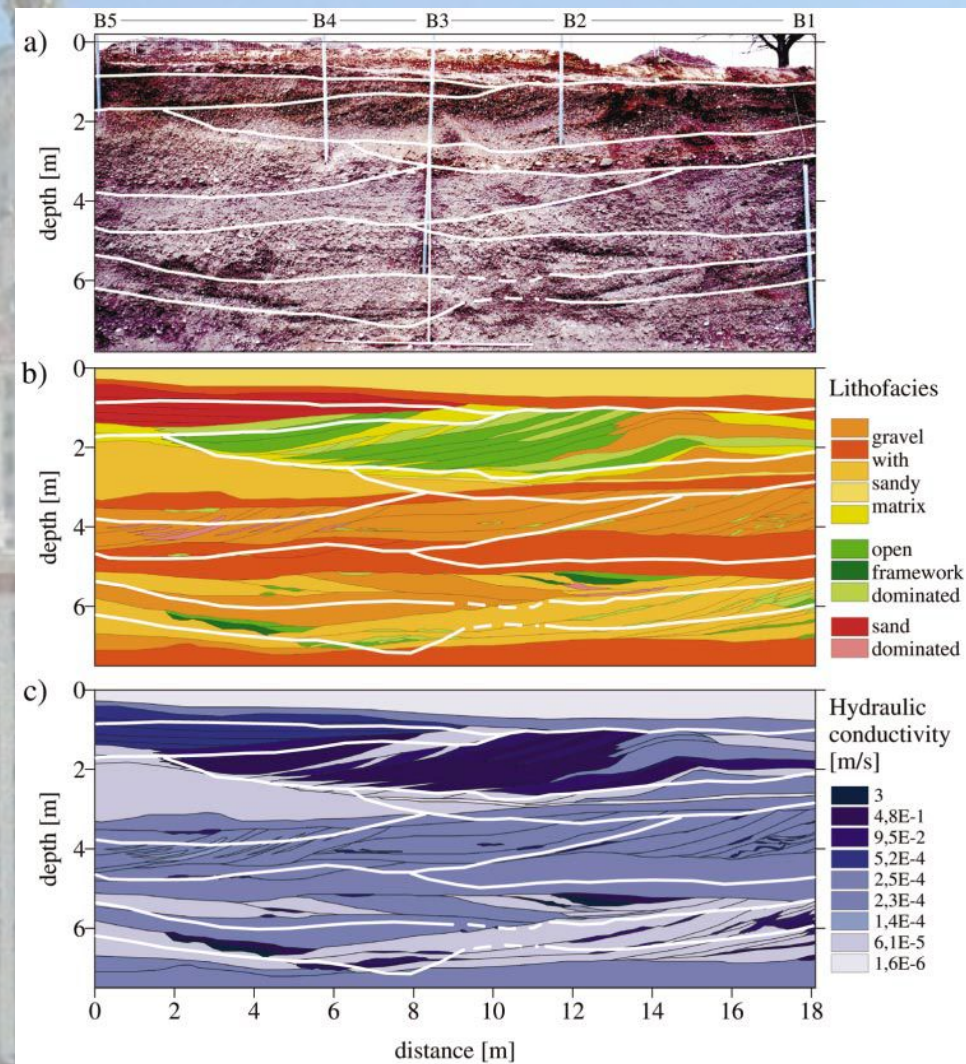 B5 B4 B3 B2 B1
a)
0
2
4
6
depth [m]
b)
0
2
4
6
depth [m]
Lithofacies
gravel
with
sandy
matrix
open
framework
dominated
sand
dominated
c)
0
2
4
6
depth [m]
Hydraulic
conductivity
[m/s]
3
4,8E-1
9,5E-2
5,2E-4
2,5E-4
2,3E-4
1,4E-4
6,1E-5
1,6E-6
0 2 4 6 8 10 12 14 16 18
distance [m]